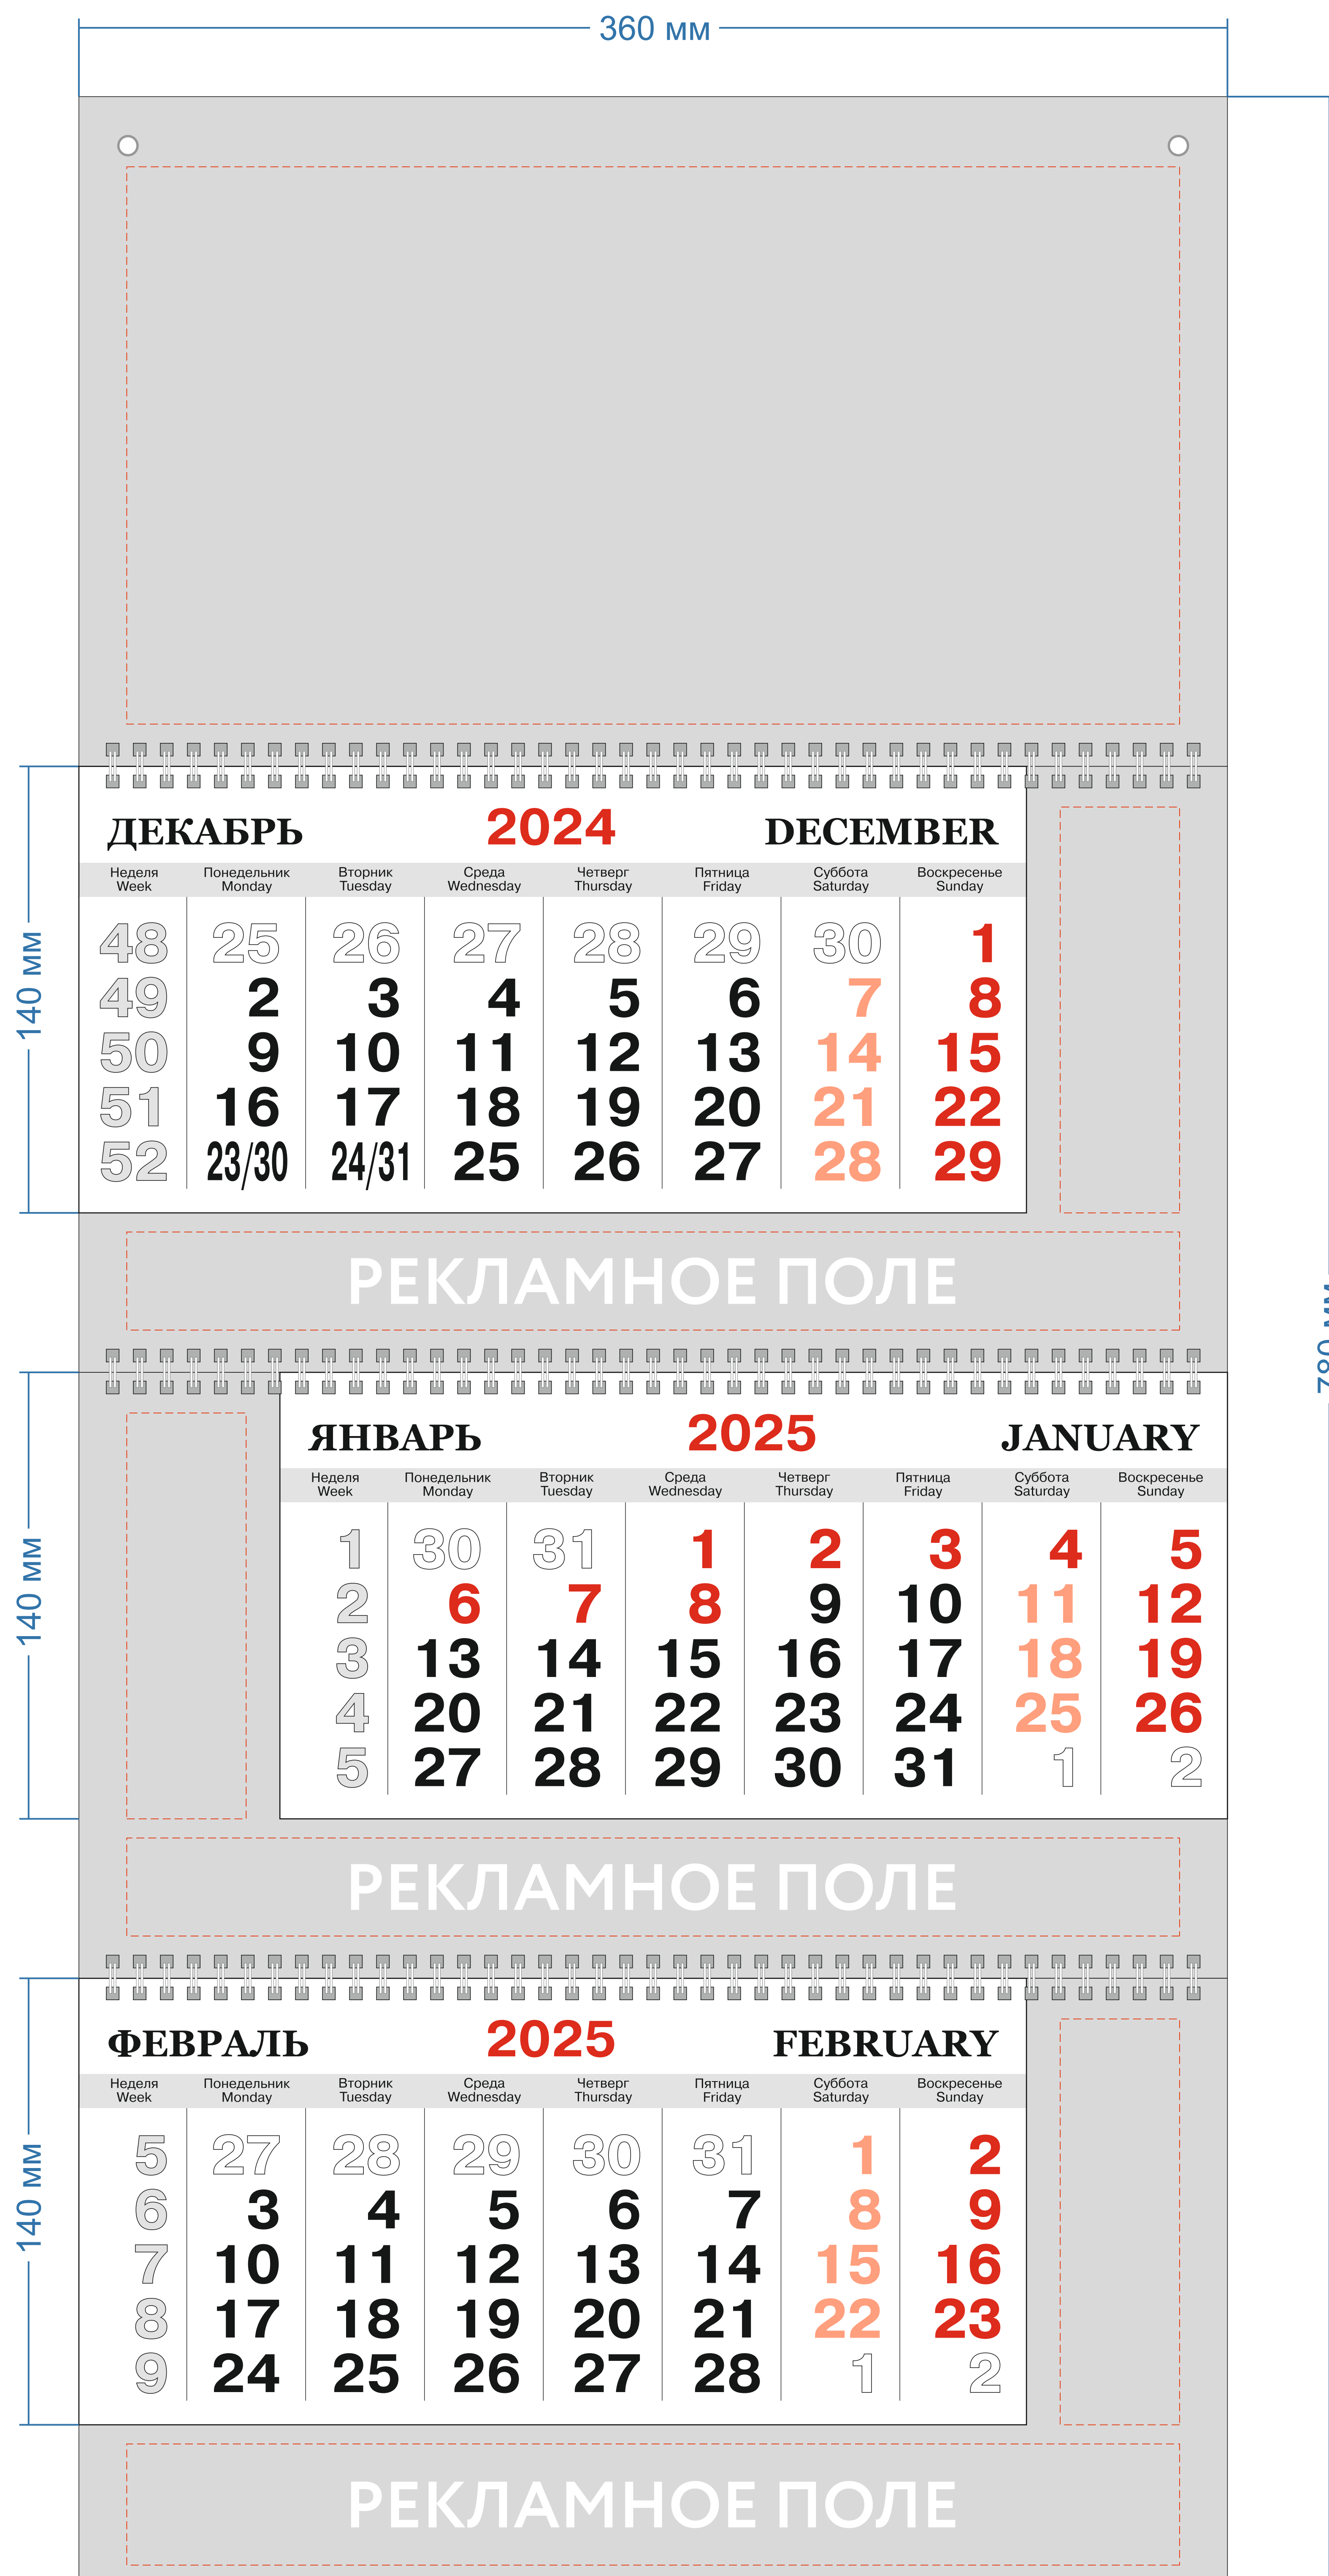 360 мм
ДЕКАБРЬ 2024 DECEMBER
Неделя Понедельник Вторник Среда Четверг Пятница Суббота Воскресенье
Week Monday Tuesday Wednesday Thursday Friday Saturday Sunday
48 25 26 27 28 29 30 1
49 2 3 4 5 6 7 8
50 9 10 11 12 13 14 15
51 16 17 18 19 20 21 22
52 23/30 24/31 25 26 27 28 29
140 мм
РЕКЛАМНОЕ ПОЛЕ
780 мм
ЯНВАРЬ 2025 JANUARY
Неделя Понедельник Вторник Среда Четверг Пятница Суббота Воскресенье
Week Monday Tuesday Wednesday Thursday Friday Saturday Sunday
1 30 31 1 2 3 4 5
2 6 7 8 9 10 11 12
3 13 14 15 16 17 18 19
4 20 21 22 23 24 25 26
5 27 28 29 30 31 1 2
140 мм
РЕКЛАМНОЕ ПОЛЕ
ФЕВРАЛЬ 2025 FEBRUARY
Неделя Понедельник Вторник Среда Четверг Пятница Суббота Воскресенье
Week Monday Tuesday Wednesday Thursday Friday Saturday Sunday
5 27 28 29 30 31 1 2
6 3 4 5 6 7 8 9
7 10 11 12 13 14 15 16
8 17 18 19 20 21 22 23
9 24 25 26 27 28 1 2
140 мм
РЕКЛАМНОЕ ПОЛЕ